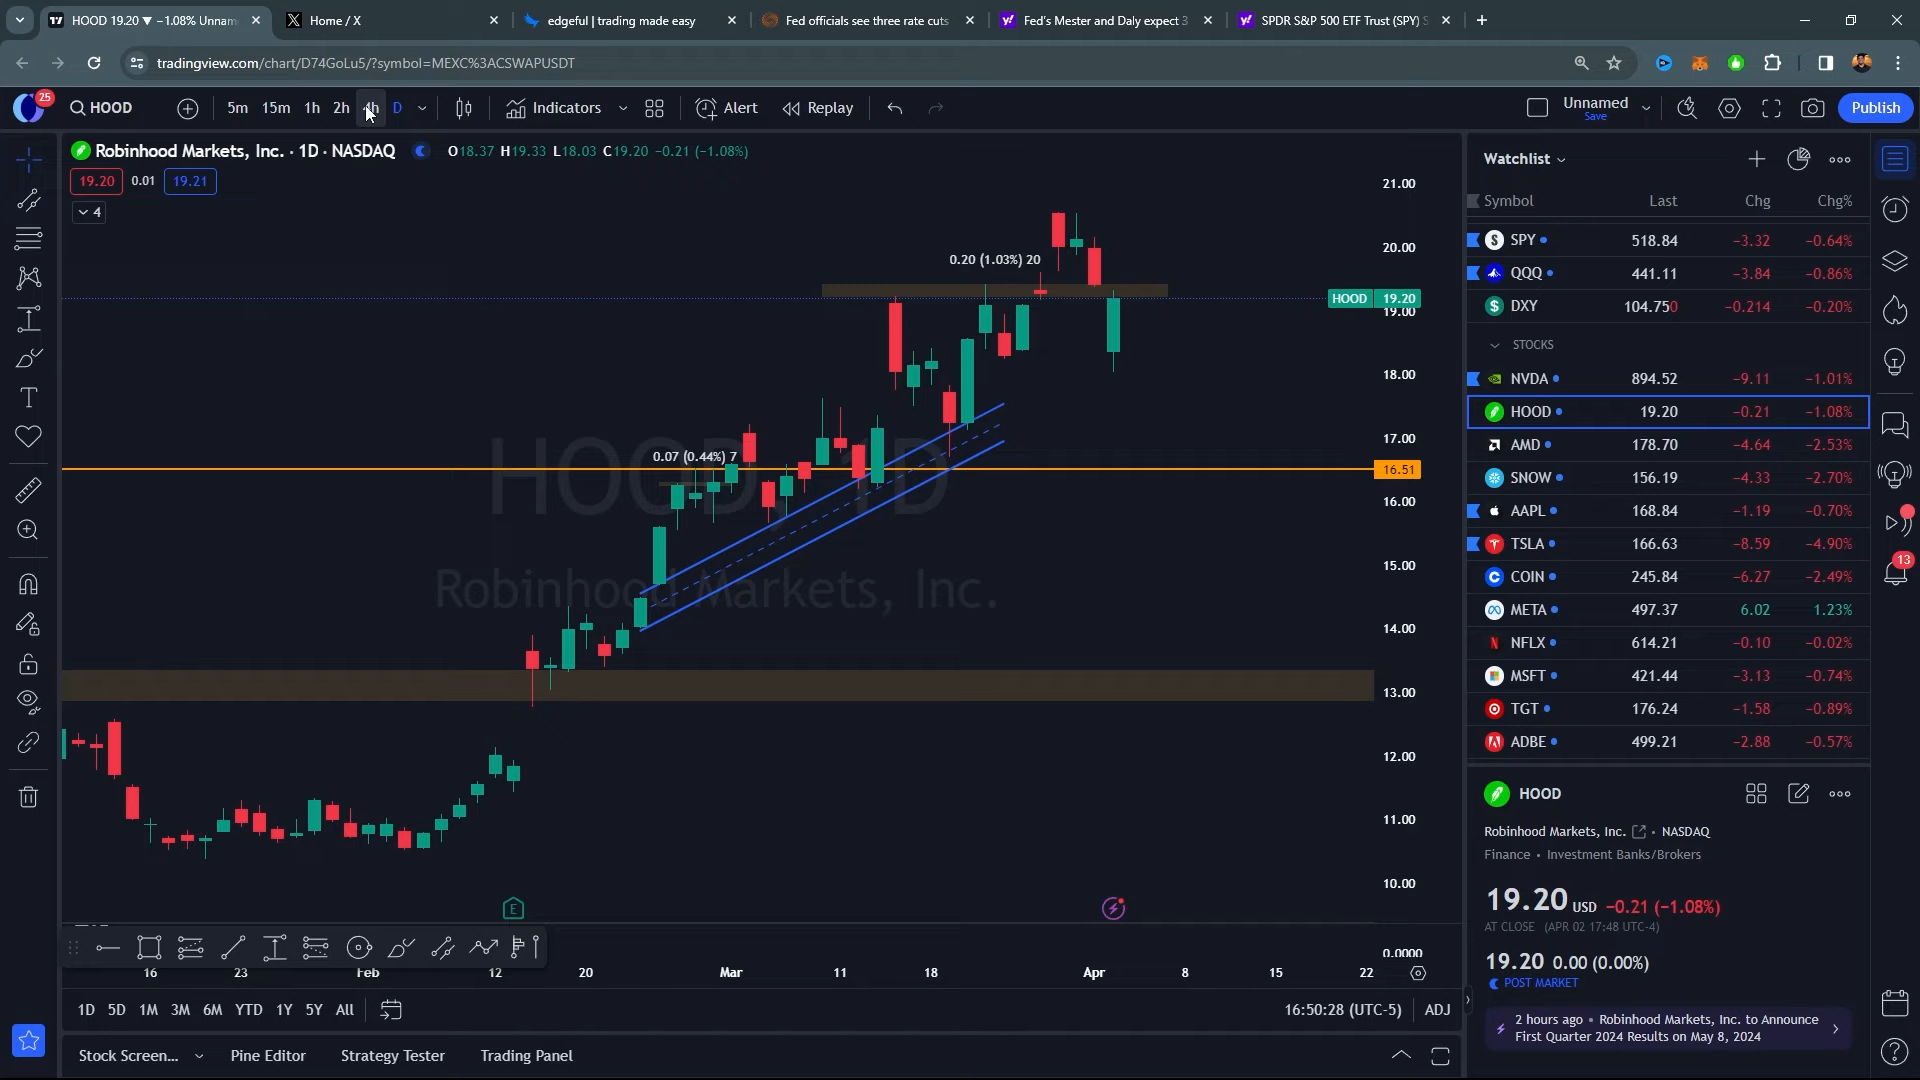 HOOD 19.20 ▼ −1.08% Unnam
Home / X
edgeful | trading made easy
Fed officials see three rate cuts
Fed's Mester and Daly expect 3
SPDR S&P 500 ETF Trust (SPY) S
tradingview.com/chart/D74GoLu5/?symbol=MEXC%3ACSWAPUSDT
25
HOOD
5m 15m 1h 2h 4h D
Indicators
Alert
Replay
Unnamed
Save
Publish
Robinhood Markets, Inc. · 1D · NASDAQ
O18.37 H19.33 L18.03 C19.20 −0.21 (−1.08%)
19.20 0.01 19.21
4
HOOD, 1D
Robinhood Markets, Inc.
0.20 (1.03%) 20
0.07 (0.44%) 7
21.00
20.00
HOOD 19.20
19.00
18.00
17.00
16.51
16.00
15.00
14.00
13.00
12.00
11.00
10.00
0.0000
E
16 23 Feb 12 20 Mar 11 18 Apr 8 15 22
1D 5D 1M 3M 6M YTD 1Y 5Y All
16:50:28 (UTC-5) ADJ
Stock Screen... Pine Editor Strategy Tester Trading Panel
Watchlist
Symbol Last Chg Chg%
SPY 518.84 −3.32 −0.64%
QQQ 441.11 −3.84 −0.86%
DXY 104.750 −0.214 −0.20%
STOCKS
NVDA 894.52 −9.11 −1.01%
HOOD 19.20 −0.21 −1.08%
AMD 178.70 −4.64 −2.53%
SNOW 156.19 −4.33 −2.70%
AAPL 168.84 −1.19 −0.70%
TSLA 166.63 −8.59 −4.90%
COIN 245.84 −6.27 −2.49%
META 497.37 6.02 1.23%
NFLX 614.21 −0.10 −0.02%
MSFT 421.44 −3.13 −0.74%
TGT 176.24 −1.58 −0.89%
ADBE 499.21 −2.88 −0.57%
HOOD
Robinhood Markets, Inc. • NASDAQ
Finance • Investment Banks/Brokers
19.20 USD −0.21 (−1.08%)
AT CLOSE (APR 02 17:48 UTC-4)
19.20 0.00 (0.00%)
POST MARKET
2 hours ago • Robinhood Markets, Inc. to Announce
First Quarter 2024 Results on May 8, 2024
13